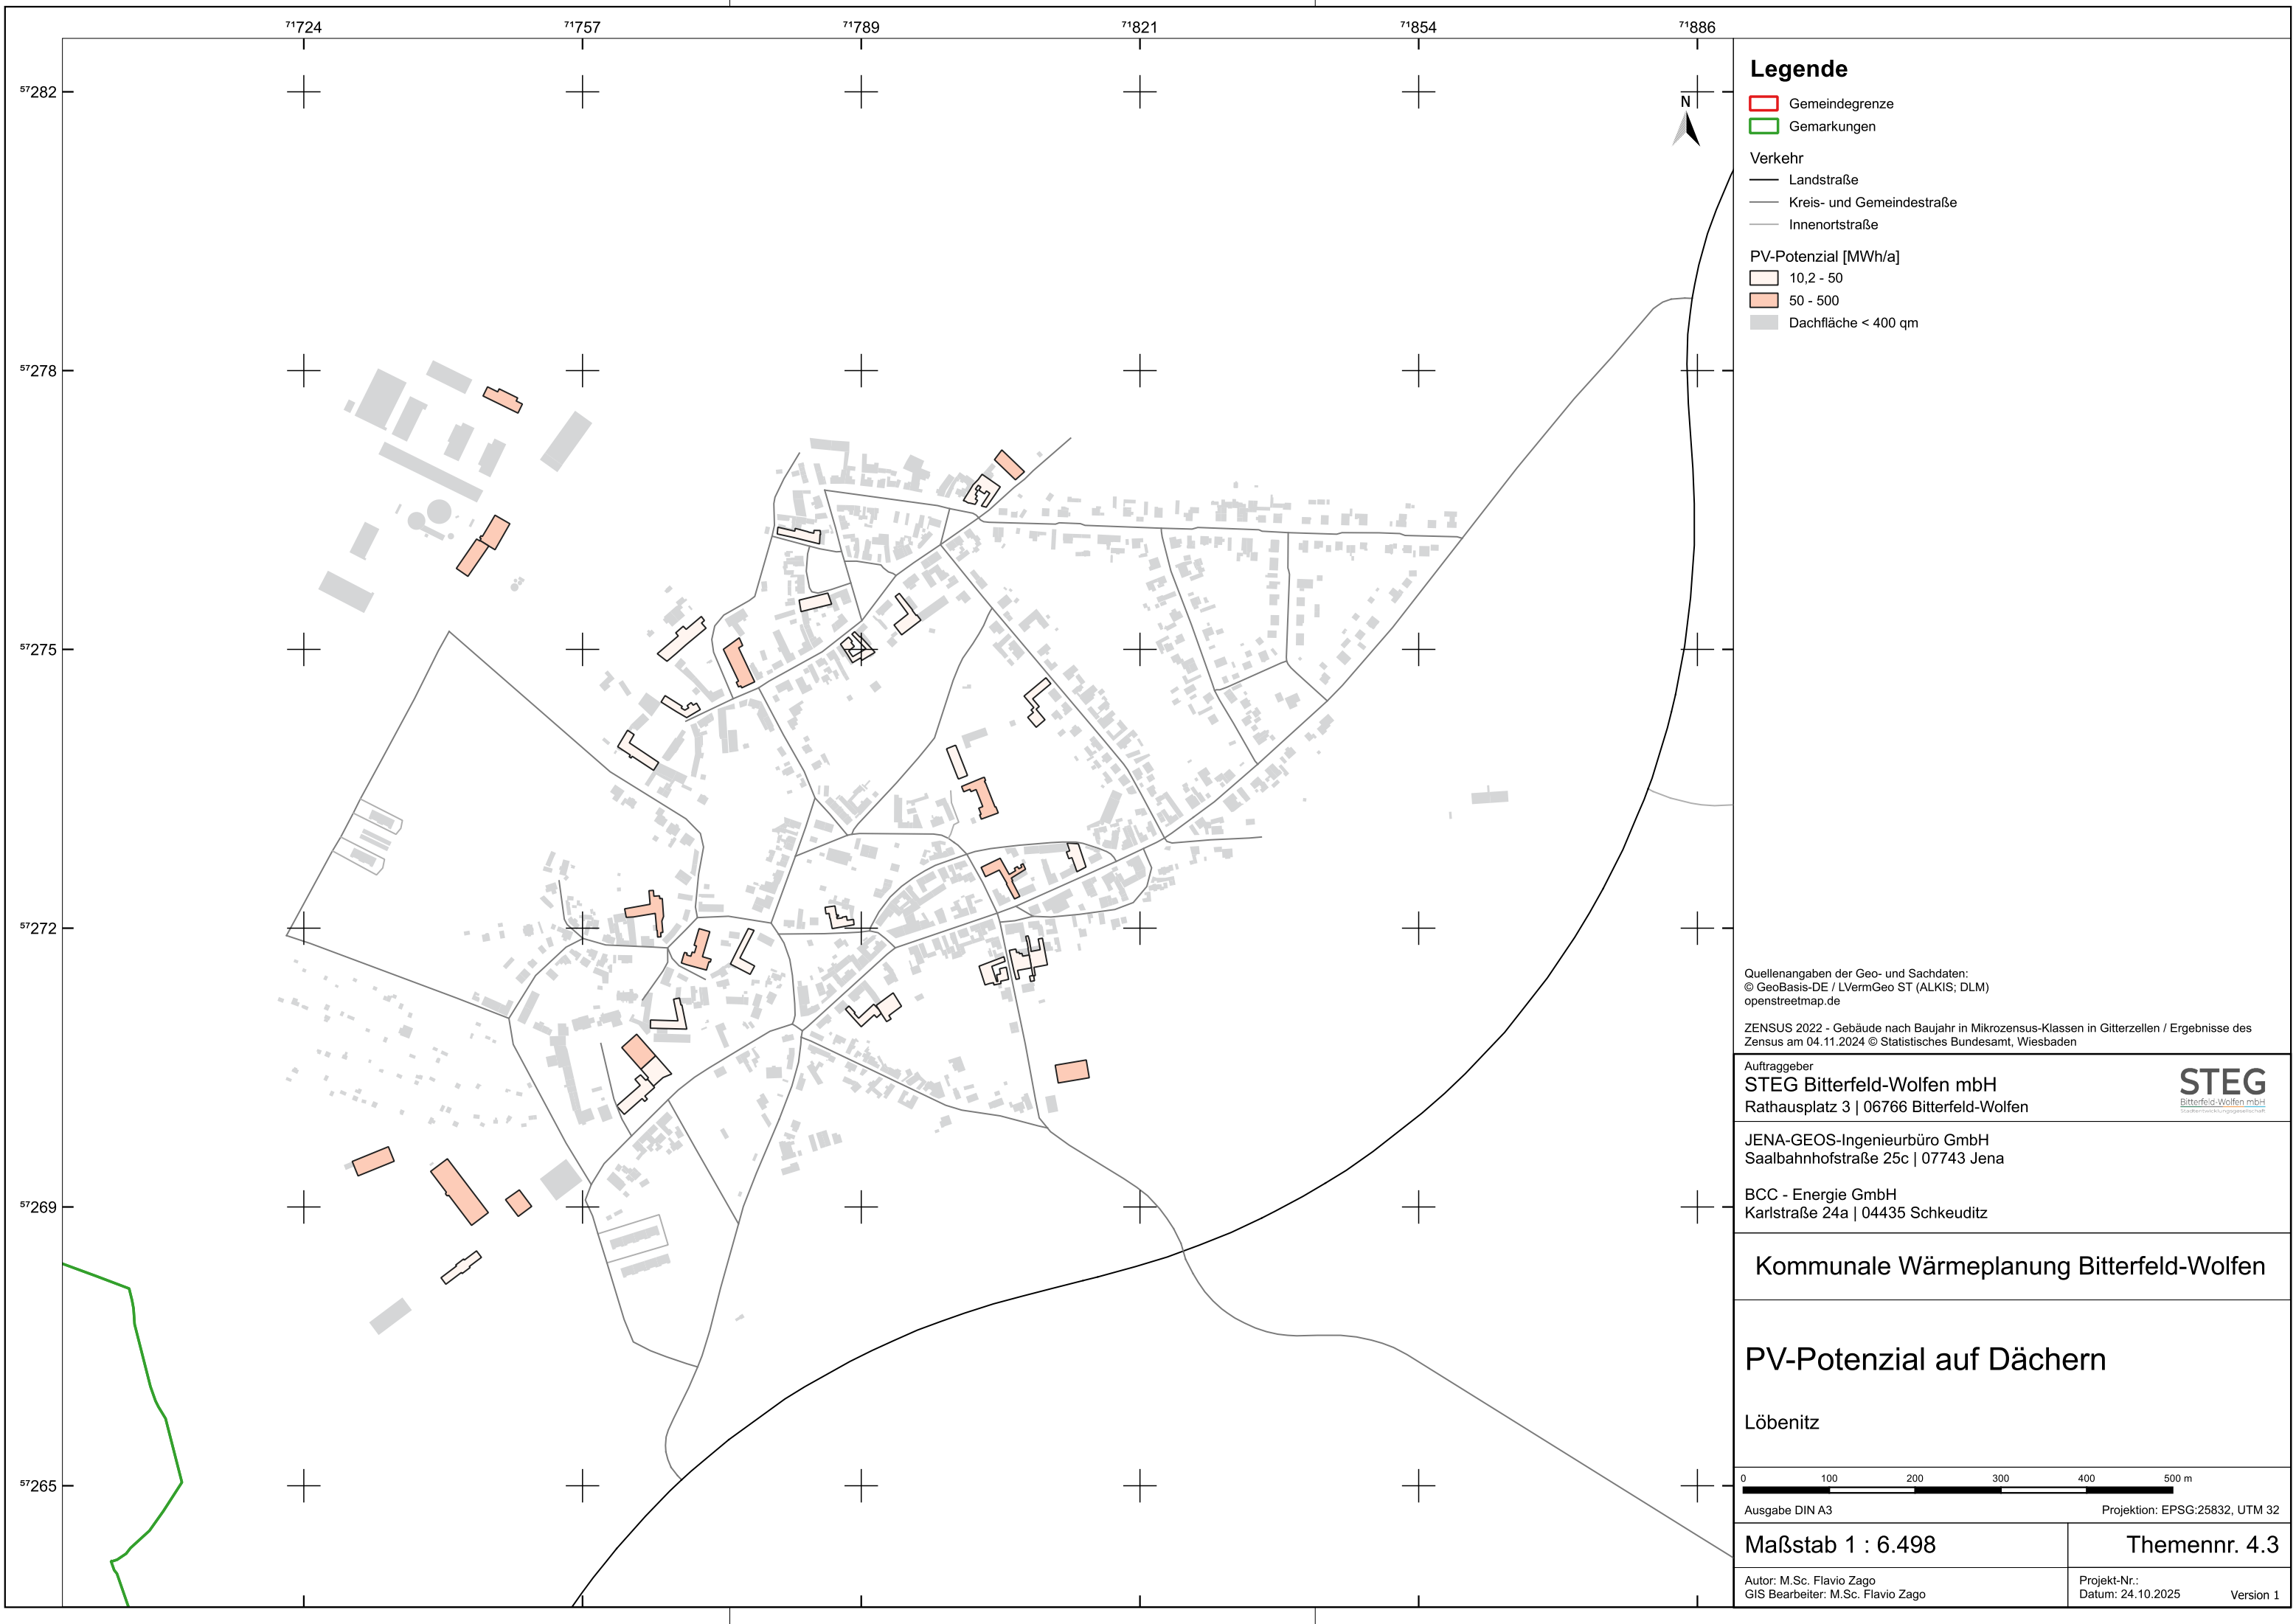 71724 71757 71789 71821 71854 71886
57282
57278
57275
57272
57269
57265
N
Legende
Gemeindegrenze
Gemarkungen
Verkehr
Landstraße
Kreis- und Gemeindestraße
Innenortstraße
PV-Potenzial [MWh/a]
10,2 - 50
50 - 500
Dachfläche < 400 qm
Quellenangaben der Geo- und Sachdaten:
© GeoBasis-DE / LVermGeo ST (ALKIS; DLM)
openstreetmap.de
ZENSUS 2022 - Gebäude nach Baujahr in Mikrozensus-Klassen in Gitterzellen / Ergebnisse des
Zensus am 04.11.2024 © Statistisches Bundesamt, Wiesbaden
Auftraggeber
STEG Bitterfeld-Wolfen mbH
Rathausplatz 3 | 06766 Bitterfeld-Wolfen
STEG
Bitterfeld-Wolfen mbH
Stadtentwicklungsgesellschaft
JENA-GEOS-Ingenieurbüro GmbH
Saalbahnhofstraße 25c | 07743 Jena
BCC - Energie GmbH
Karlstraße 24a | 04435 Schkeuditz
Kommunale Wärmeplanung Bitterfeld-Wolfen
PV-Potenzial auf Dächern
Löbenitz
0 100 200 300 400 500 m
Ausgabe DIN A3 Projektion: EPSG:25832, UTM 32
Maßstab 1 : 6.498 Themennr. 4.3
Autor: M.Sc. Flavio Zago
GIS Bearbeiter: M.Sc. Flavio Zago
Projekt-Nr.:
Datum: 24.10.2025 Version 1